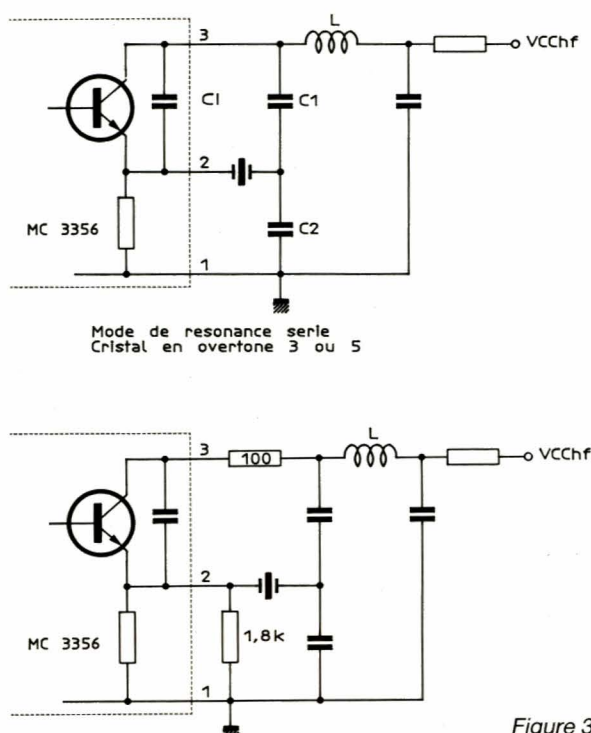 3
L
VCChf
CI
C1
2
MC 3356
C2
1
Mode de resonance serie
Cristal en overtone 3 ou 5
3
100
L
VCChf
2
MC 3356
1,8k
1
Figure 3